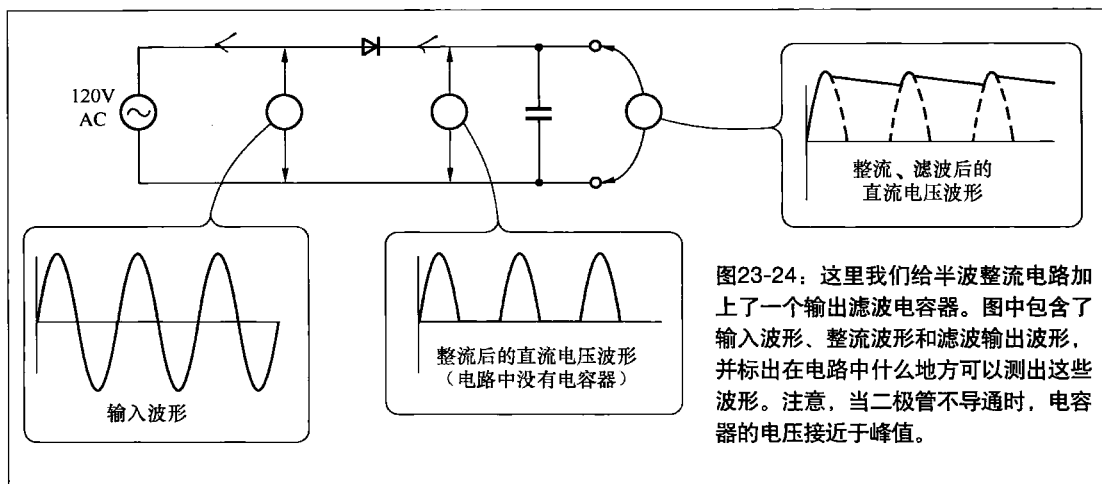 120V
AC
整流、滤波后的
直流电压波形
输入波形
整流后的直流电压波形
（电路中没有电容器）
图23-24：这里我们给半波整流电路加
上了一个输出滤波电容器。图中包含了
输入波形、整流波形和滤波输出波形，
并标出在电路中什么地方可以测出这些
波形。注意，当二极管不导通时，电容
器的电压接近于峰值。